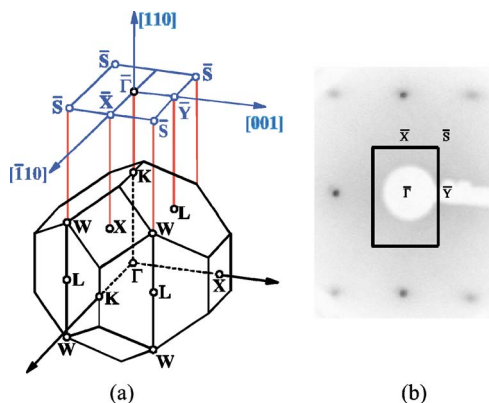 [110]
S̄
S̄
Γ̄
S̄
X̄
Ȳ
S̄
[001]
[1̄10]
K
W
X
L
W
Γ
X
L
K
L
W
W
(a)
X̄
S̄
Γ̄
Ȳ
(b)